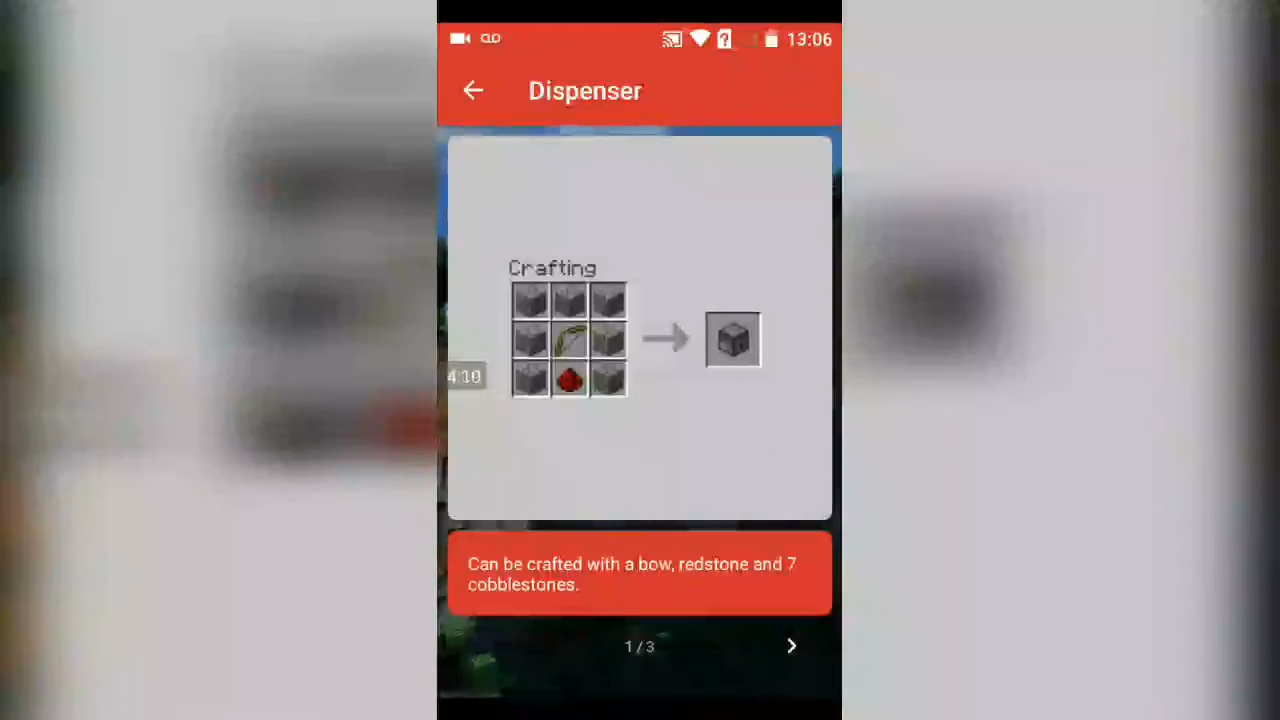 13:06
Dispenser
Crafting
4:10
Can be crafted with a bow, redstone and 7
cobblestones.
1/3